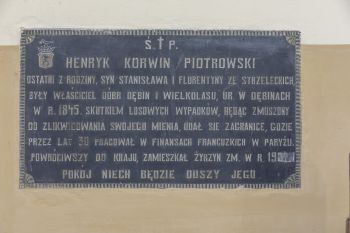 Ś.†P.
HENRYK KORWIN PIOTROWSKI
OSTATNI Z RODZINY, SYN STANISŁAWA I FLORENTYNY ZE STRZELECKICH
BYŁY WŁAŚCICIEL DÓBR DĘBIN I WIELKOLASU, UR. W DĘBINACH
W R. 1845. SKUTKIEM LOSOWYCH WYPADKÓW, BĘDĄC ZMUSZONY
DO ZLIKWIDOWANIA SWOJEGO MIENIA, UDAŁ SIĘ ZAGRANICĘ, GDZIE
PRZEZ LAT 30 PRACOWAŁ W FINANSACH FRANCUZKICH W PARYŻU.
POWRÓCIWSZY DO KRAJU, ZAMIESZKAŁ ŻYRZYN ZM. W R.
POKÓJ NIECH BĘDZIE DUSZY JEGO